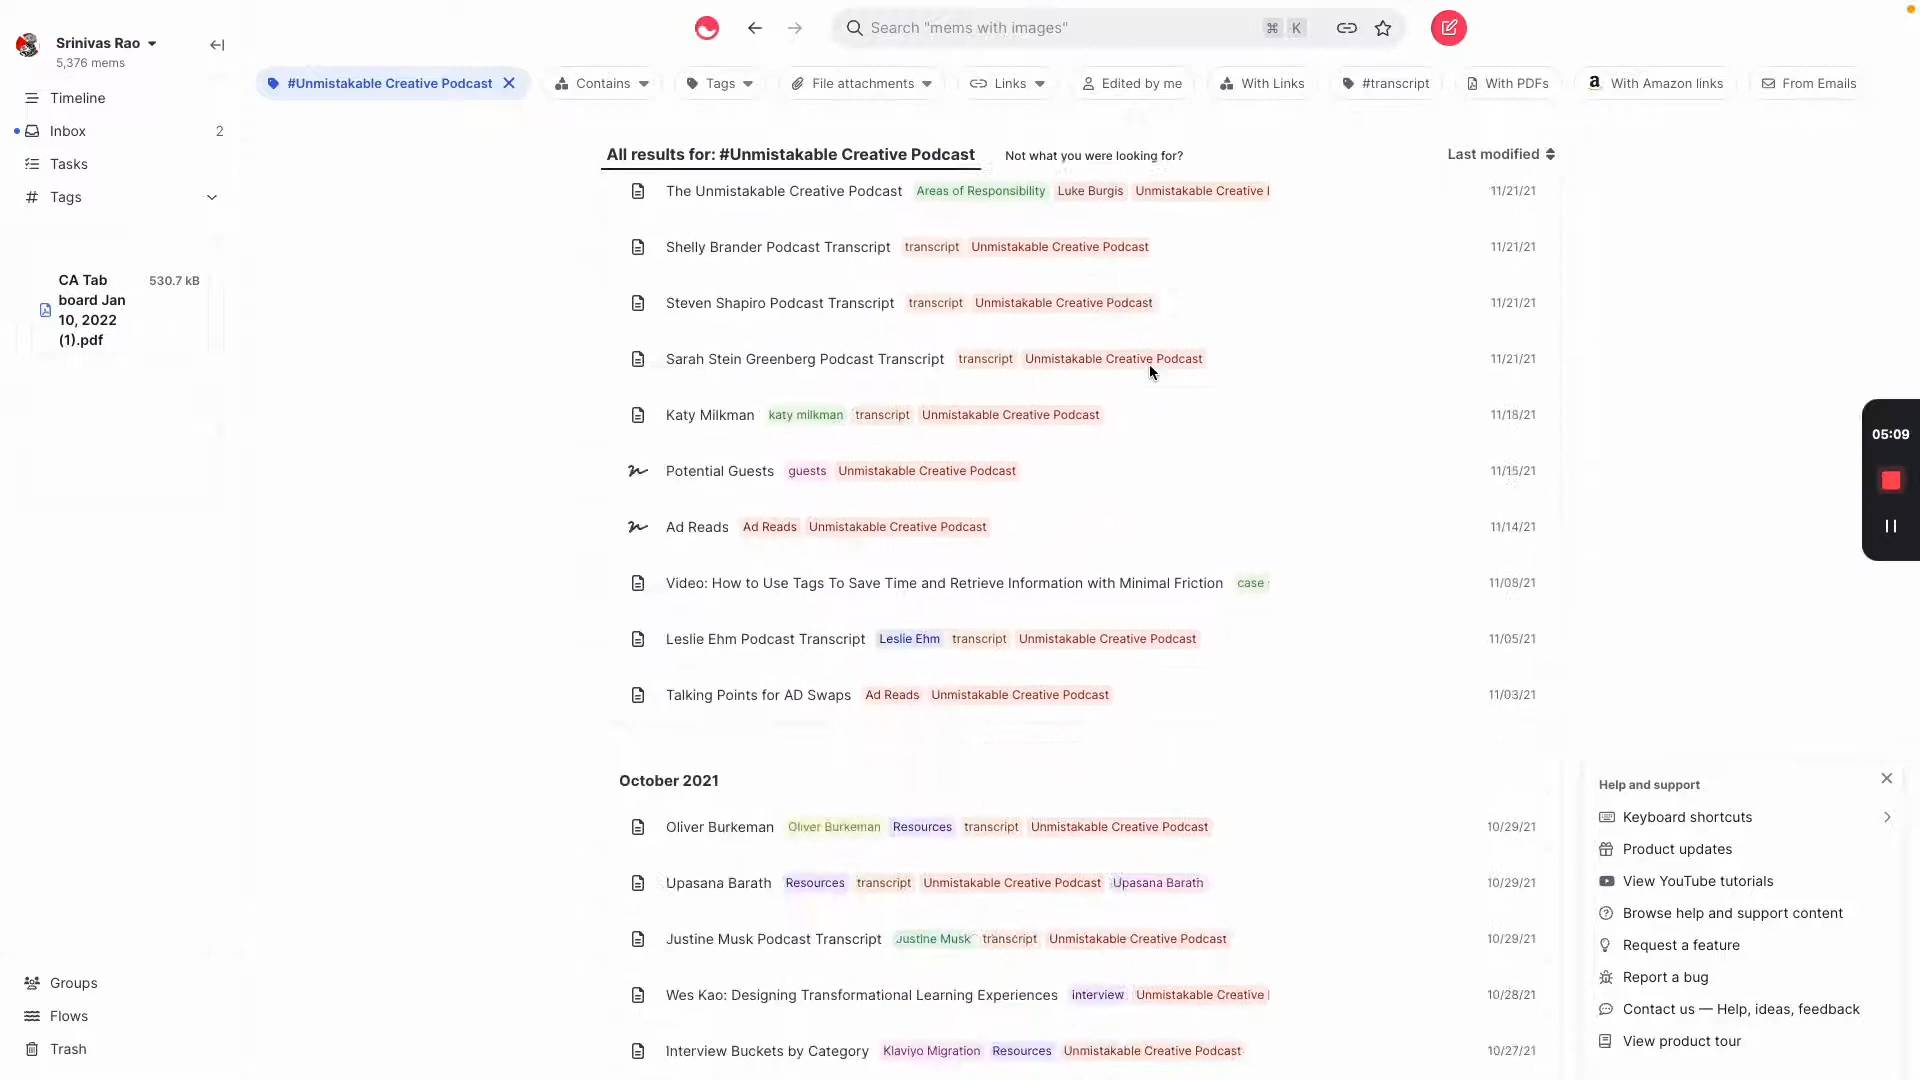 Srinivas Rao
5,376 mems
Timeline
Inbox 2
Tasks
Tags
CA Tab board Jan 10, 2022 (1).pdf 530.7 kB
Groups
Flows
Trash
Search "mems with images" ⌘ K
#Unmistakable Creative Podcast Contains Tags File attachments Links Edited by me With Links #transcript With PDFs With Amazon links From Emails
All results for: #Unmistakable Creative Podcast Not what you were looking for? Last modified
The Unmistakable Creative Podcast Areas of Responsibility Luke Burgis Unmistakable Creative 11/21/21
Shelly Brander Podcast Transcript transcript Unmistakable Creative Podcast 11/21/21
Steven Shapiro Podcast Transcript transcript Unmistakable Creative Podcast 11/21/21
Sarah Stein Greenberg Podcast Transcript transcript Unmistakable Creative Podcast 11/21/21
Katy Milkman katy milkman transcript Unmistakable Creative Podcast 11/18/21
Potential Guests guests Unmistakable Creative Podcast 11/15/21
Ad Reads Ad Reads Unmistakable Creative Podcast 11/14/21
Video: How to Use Tags To Save Time and Retrieve Information with Minimal Friction case 11/08/21
Leslie Ehm Podcast Transcript Leslie Ehm transcript Unmistakable Creative Podcast 11/05/21
Talking Points for AD Swaps Ad Reads Unmistakable Creative Podcast 11/03/21
October 2021
Oliver Burkeman Oliver Burkeman Resources transcript Unmistakable Creative Podcast 10/29/21
Upasana Barath Resources transcript Unmistakable Creative Podcast Upasana Barath 10/29/21
Justine Musk Podcast Transcript Justine Musk transcript Unmistakable Creative Podcast 10/29/21
Wes Kao: Designing Transformational Learning Experiences interview Unmistakable Creative 10/28/21
Interview Buckets by Category Klaviyo Migration Resources Unmistakable Creative Podcast 10/27/21
05:09
Help and support
Keyboard shortcuts
Product updates
View YouTube tutorials
Browse help and support content
Request a feature
Report a bug
Contact us — Help, ideas, feedback
View product tour